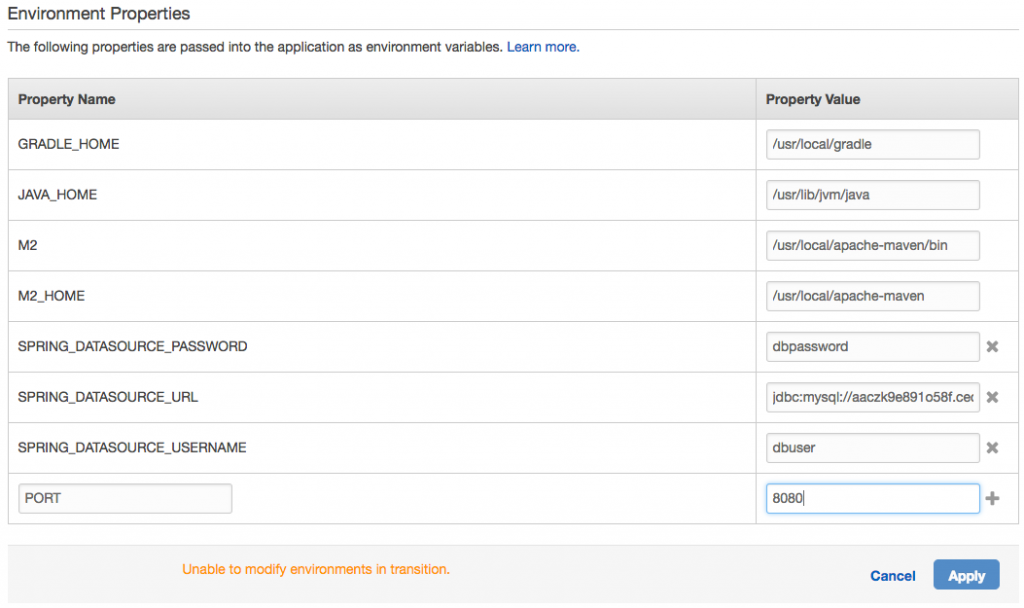 Environment Properties
The following properties are passed into the application as environment variables. Learn more.
Property Name Property Value
GRADLE_HOME /usr/local/gradle
JAVA_HOME /usr/lib/jvm/java
M2 /usr/local/apache-maven/bin
M2_HOME /usr/local/apache-maven
SPRING_DATASOURCE_PASSWORD dbpassword
SPRING_DATASOURCE_URL jdbc:mysql://aaczk9e891o58f.cec
SPRING_DATASOURCE_USERNAME dbuser
PORT 8080
Unable to modify environments in transition.
Cancel Apply